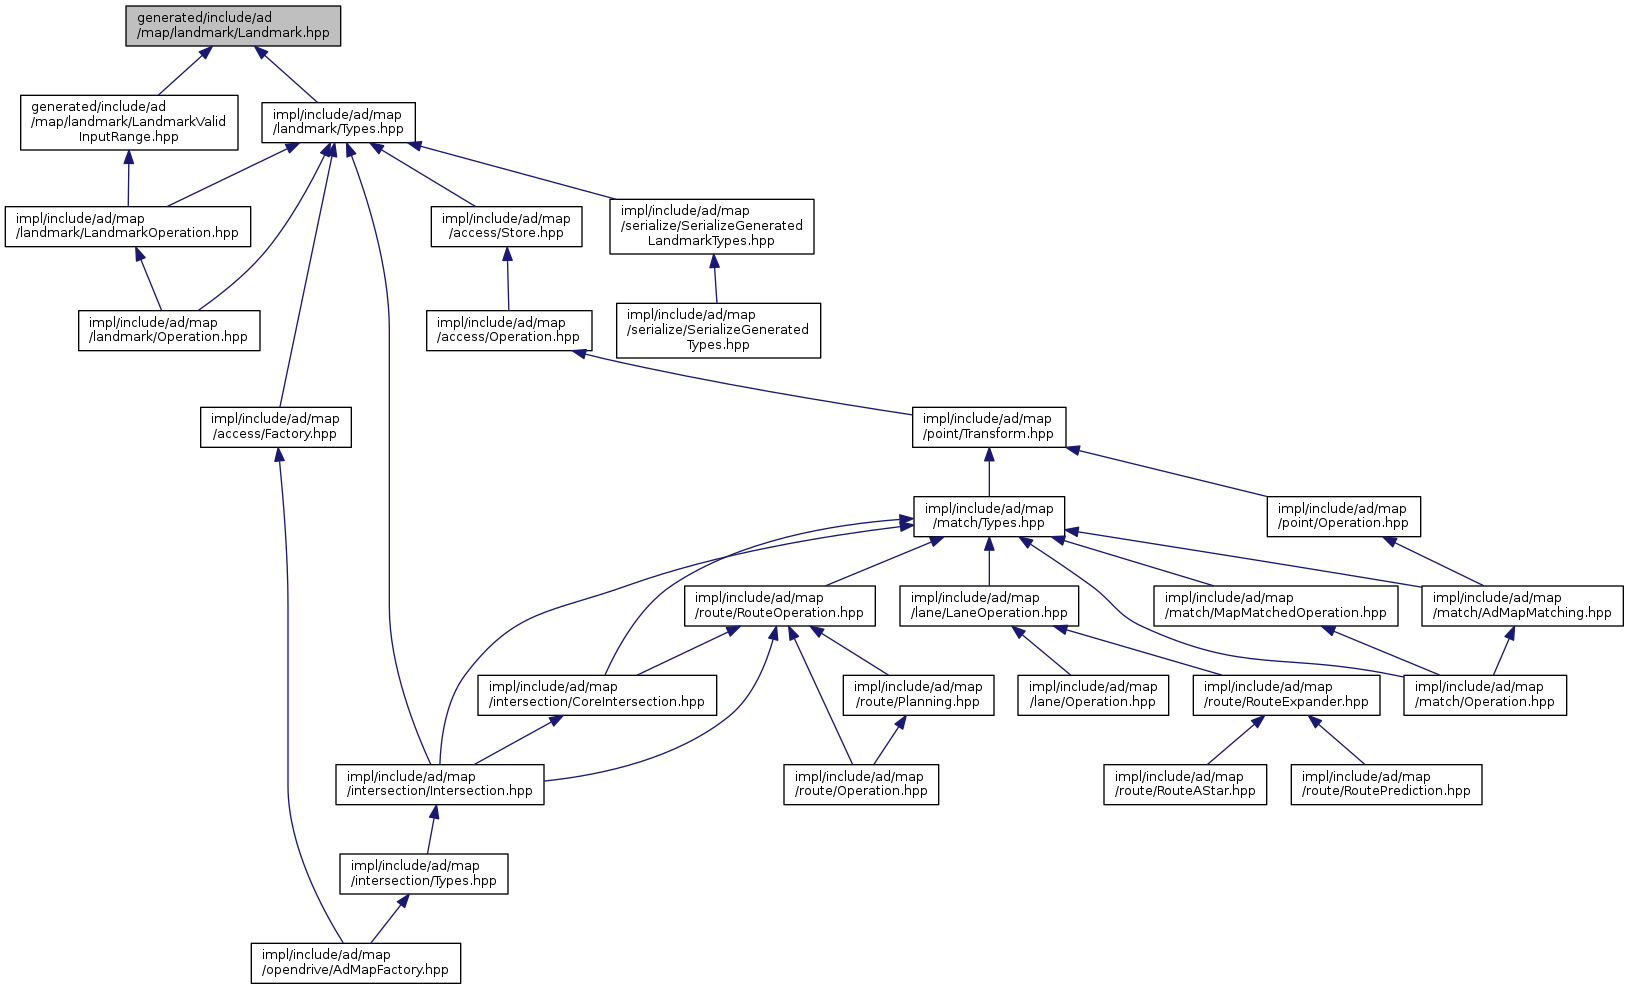 generated/include/ad
/map/landmark/Landmark.hpp
generated/include/ad
/map/landmark/LandmarkValid
InputRange.hpp
impl/include/ad/map
/landmark/Types.hpp
impl/include/ad/map
/landmark/LandmarkOperation.hpp
impl/include/ad/map
/access/Store.hpp
impl/include/ad/map
/serialize/SerializeGenerated
LandmarkTypes.hpp
impl/include/ad/map
/landmark/Operation.hpp
impl/include/ad/map
/access/Operation.hpp
impl/include/ad/map
/serialize/SerializeGenerated
Types.hpp
impl/include/ad/map
/access/Factory.hpp
impl/include/ad/map
/point/Transform.hpp
impl/include/ad/map
/match/Types.hpp
impl/include/ad/map
/point/Operation.hpp
impl/include/ad/map
/route/RouteOperation.hpp
impl/include/ad/map
/lane/LaneOperation.hpp
impl/include/ad/map
/match/MapMatchedOperation.hpp
impl/include/ad/map
/match/AdMapMatching.hpp
impl/include/ad/map
/intersection/CoreIntersection.hpp
impl/include/ad/map
/route/Planning.hpp
impl/include/ad/map
/lane/Operation.hpp
impl/include/ad/map
/route/RouteExpander.hpp
impl/include/ad/map
/match/Operation.hpp
impl/include/ad/map
/intersection/Intersection.hpp
impl/include/ad/map
/route/Operation.hpp
impl/include/ad/map
/route/RouteAStar.hpp
impl/include/ad/map
/route/RoutePrediction.hpp
impl/include/ad/map
/intersection/Types.hpp
impl/include/ad/map
/opendrive/AdMapFactory.hpp